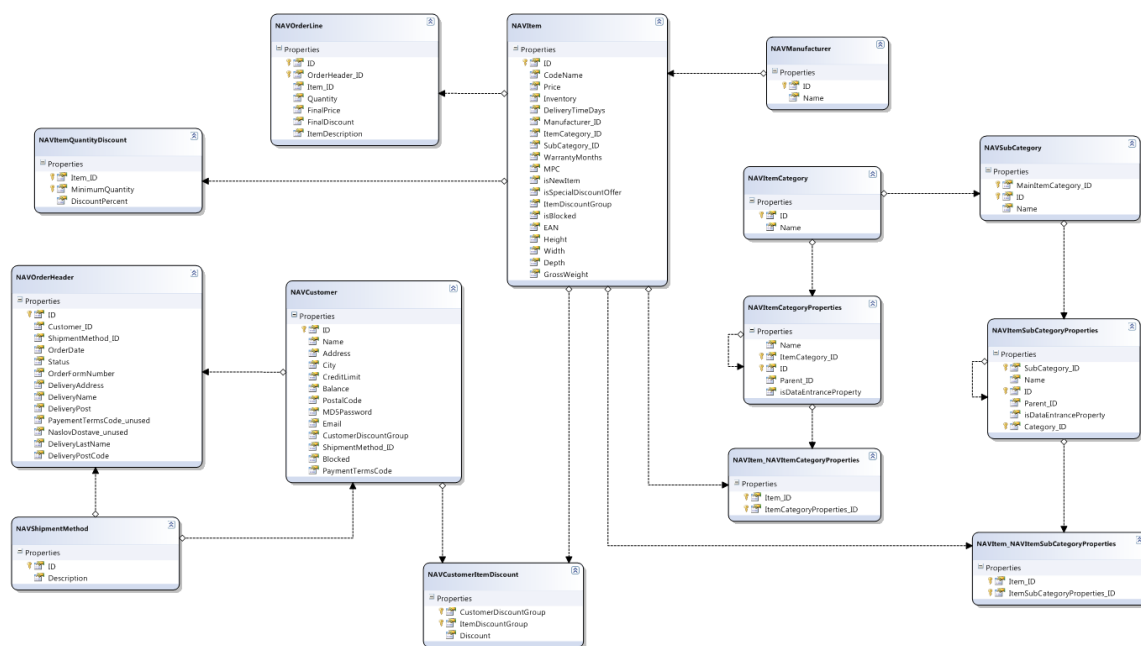 NAVOrderLine
Properties
ID
OrderHeader_ID
Item_ID
Quantity
FinalPrice
FinalDiscount
ItemDescription
NAVItem
Properties
ID
CodeName
Price
Inventory
DeliveryTimeDays
Manufacturer_ID
ItemCategory_ID
SubCategory_ID
WarrantyMonths
MPC
isNewItem
isSpecialDiscountOffer
ItemDiscountGroup
isBlocked
EAN
Height
Width
Depth
GrossWeight
NAVManufacturer
Properties
ID
Name
NAVItemQuantityDiscount
Properties
Item_ID
MinimumQuantity
DiscountPercent
NAVItemCategory
Properties
ID
Name
NAVSubCategory
Properties
MainItemCategory_ID
ID
Name
NAVOrderHeader
Properties
ID
Customer_ID
ShipmentMethod_ID
OrderDate
Status
OrderFormNumber
DeliveryAddress
DeliveryName
DeliveryPost
PayementTermsCode_unused
NaslovDostave_unused
DeliveryLastName
DeliveryPostCode
NAVCustomer
Properties
ID
Name
Address
City
CreditLimit
Balance
PostalCode
MDSPassword
Email
CustomerDiscountGroup
ShipmentMethod_ID
Blocked
PaymentTermsCode
NAVItemCategoryProperties
Properties
Name
ItemCategory_ID
ID
Parent_ID
isDataEntranceProperty
NAVItemSubCategoryProperties
Properties
SubCategory_ID
Name
ID
Parent_ID
isDataEntranceProperty
Category_ID
NAVItem_NAVItemCategoryProperties
Properties
Item_ID
ItemCategoryProperties_ID
NAVShipmentMethod
Properties
ID
Description
NAVCustomerItemDiscount
Properties
CustomerDiscountGroup
ItemDiscountGroup
Discount
NAVItem_NAVItemSubCategoryProperties
Properties
Item_ID
ItemSubCategoryProperties_ID